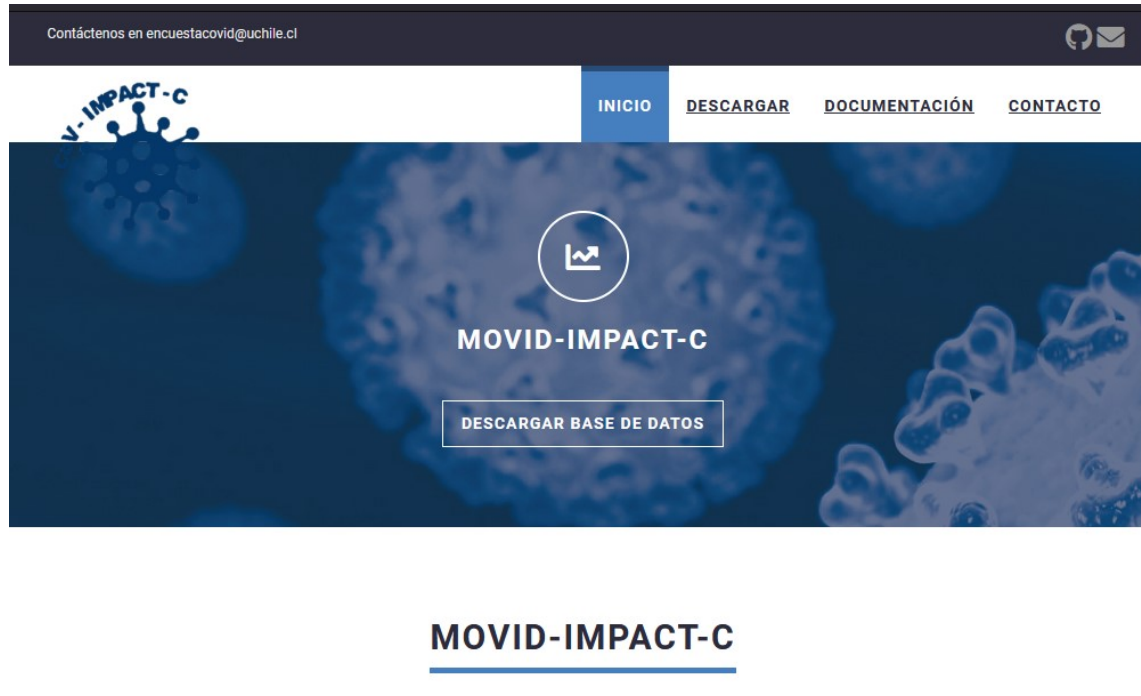 Contáctenos en encuestacovid@uchile.cl
IMPACT-C
INICIO
DESCARGAR
DOCUMENTACIÓN
CONTACTO
MOVID-IMPACT-C
DESCARGAR BASE DE DATOS
MOVID-IMPACT-C